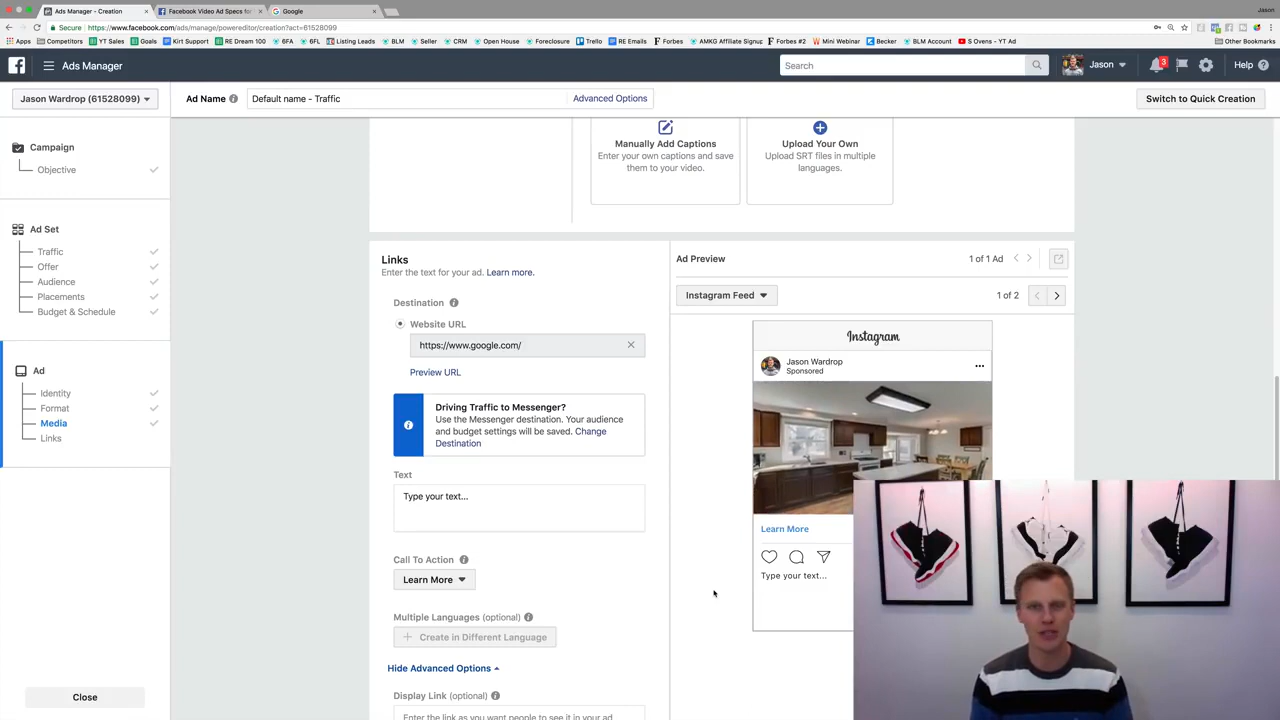 Jason
Ads Manager - Creation
Facebook Video Ad Specs for
Google
Secure
https://www.facebook.com/ads/manage/powereditor/creation?act=61528099
Apps
Competitors
YT Sales
Goals
Kirt Support
RE Dream 100
6FA
6FL
Listing Leads
BLM
Seller
CRM
Open House
Foreclosure
Trello
RE Emails
Forbes
AMKG Affiliate Signup
Forbes #2
Mini Webinar
Becker
BLM Account
S Ovens - YT Ad
Other Bookmarks
Ads Manager
Search
Jason
3
Help
Jason Wardrop (61528099)
Ad Name
Default name - Traffic
Advanced Options
Switch to Quick Creation
Campaign
Objective
Ad Set
Traffic
Offer
Audience
Placements
Budget & Schedule
Ad
Identity
Format
Media
Links
Close
Manually Add Captions
Enter your own captions and save
them to your video.
Upload Your Own
Upload SRT files in multiple
languages.
Links
Enter the text for your ad. Learn more.
Destination
Website URL
https://www.google.com/
Preview URL
Driving Traffic to Messenger?
Use the Messenger destination. Your audience
and budget settings will be saved. Change
Destination
Text
Type your text...
Call To Action
Learn More
Multiple Languages (optional)
Create in Different Language
Hide Advanced Options
Display Link (optional)
Enter the link as you want people to see it in your ad
Ad Preview
1 of 1 Ad
Instagram Feed
1 of 2
Instagram
Jason Wardrop
Sponsored
Learn More
Type your text...